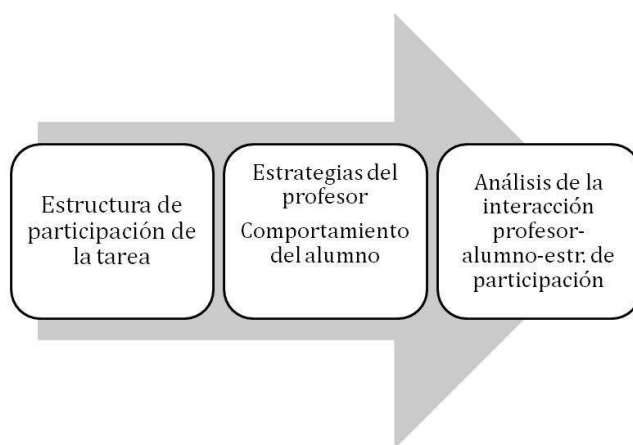 Estructura de
participación de
la tarea
Estrategias del
profesor
Comportamiento
del alumno
Análisis de la
interacción
profesor-
alumno-estr. de
participación